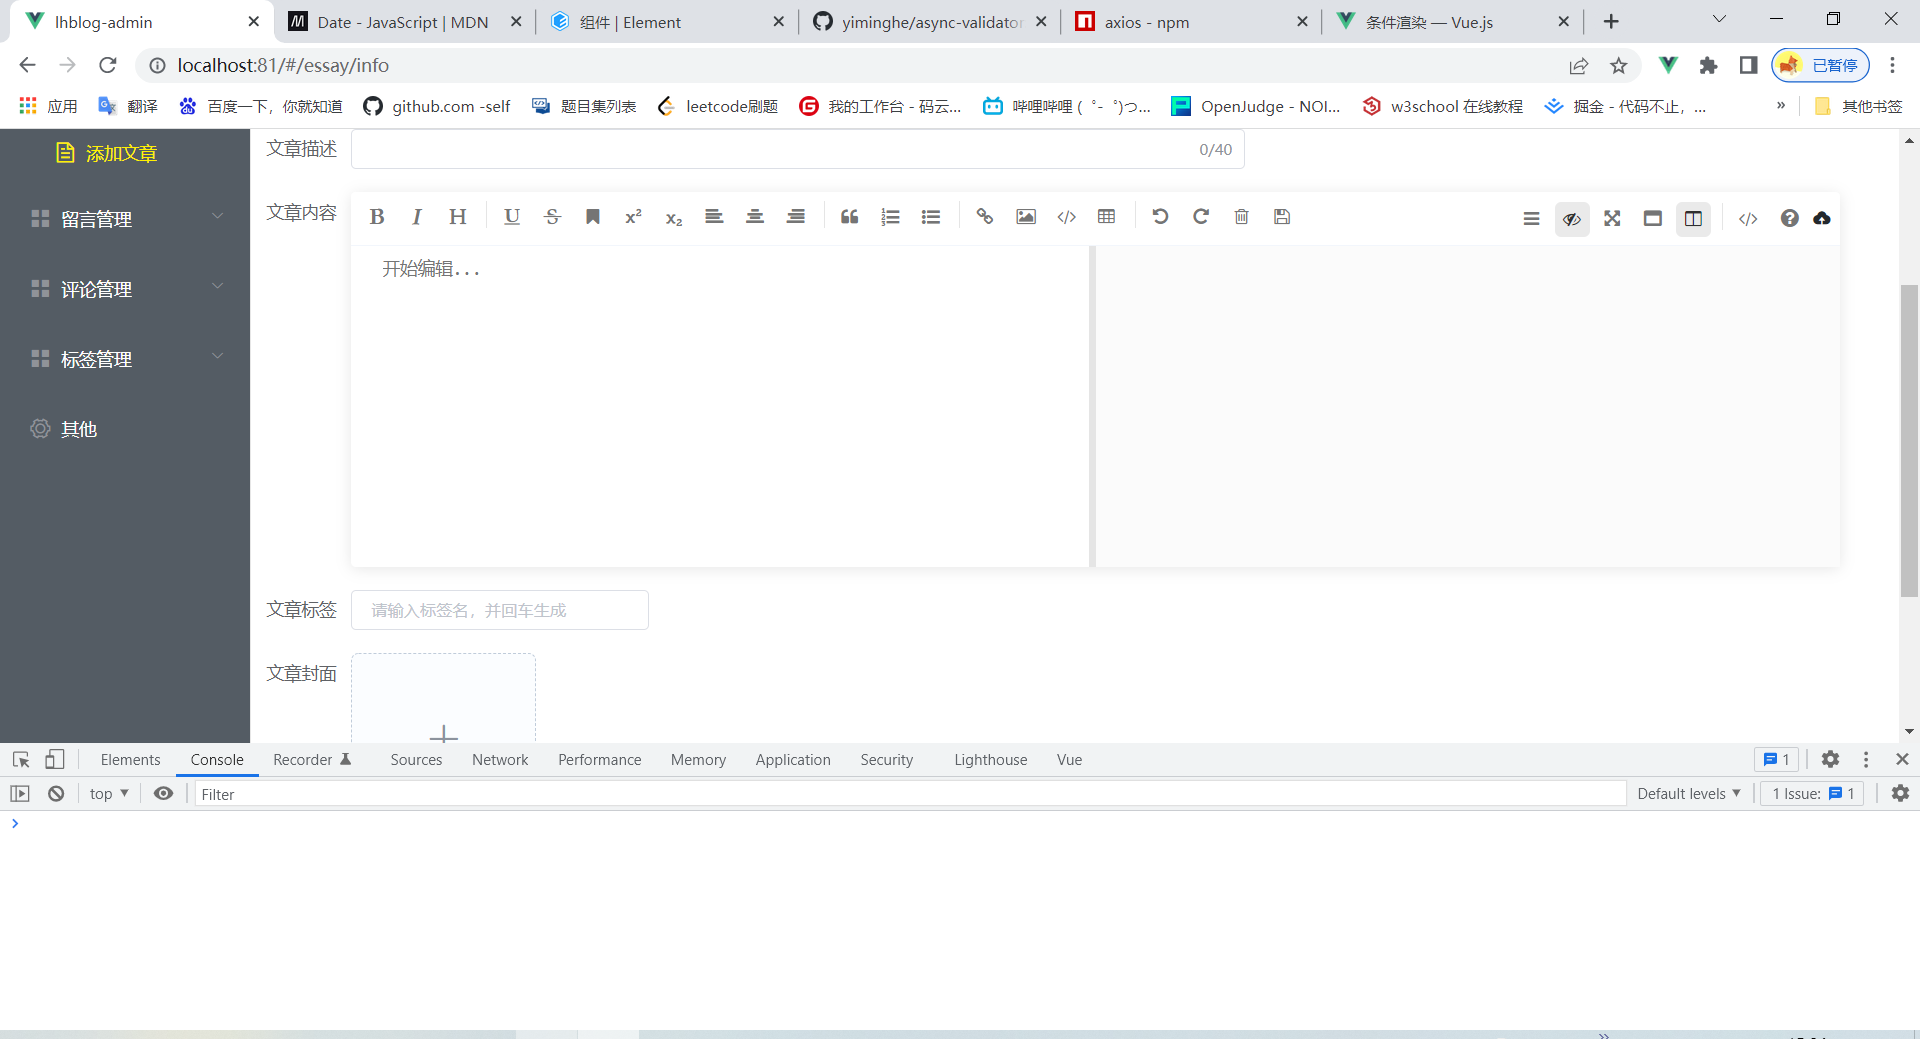 lhblog-admin
Date - JavaScript | MDN
组件 | Element
yiminghe/async-validator
axios - npm
条件渲染 — Vue.js
localhost:81/#/essay/info
已暂停
应用
翻译
百度一下，你就知道
github.com -self
题目集列表
leetcode刷题
我的工作台 - 码云...
哔哩哔哩 (゜-゜)つ...
OpenJudge - NOI...
w3school 在线教程
掘金 - 代码不止，...
»
其他书签
添加文章
留言管理
评论管理
标签管理
其他
文章描述
0/40
文章内容
B I H U S x² x₂
开始编辑...
文章标签
请输入标签名，并回车生成
文章封面
Elements
Console
Recorder
Sources
Network
Performance
Memory
Application
Security
Lighthouse
Vue
1
top
Filter
Default levels
1 Issue: 1